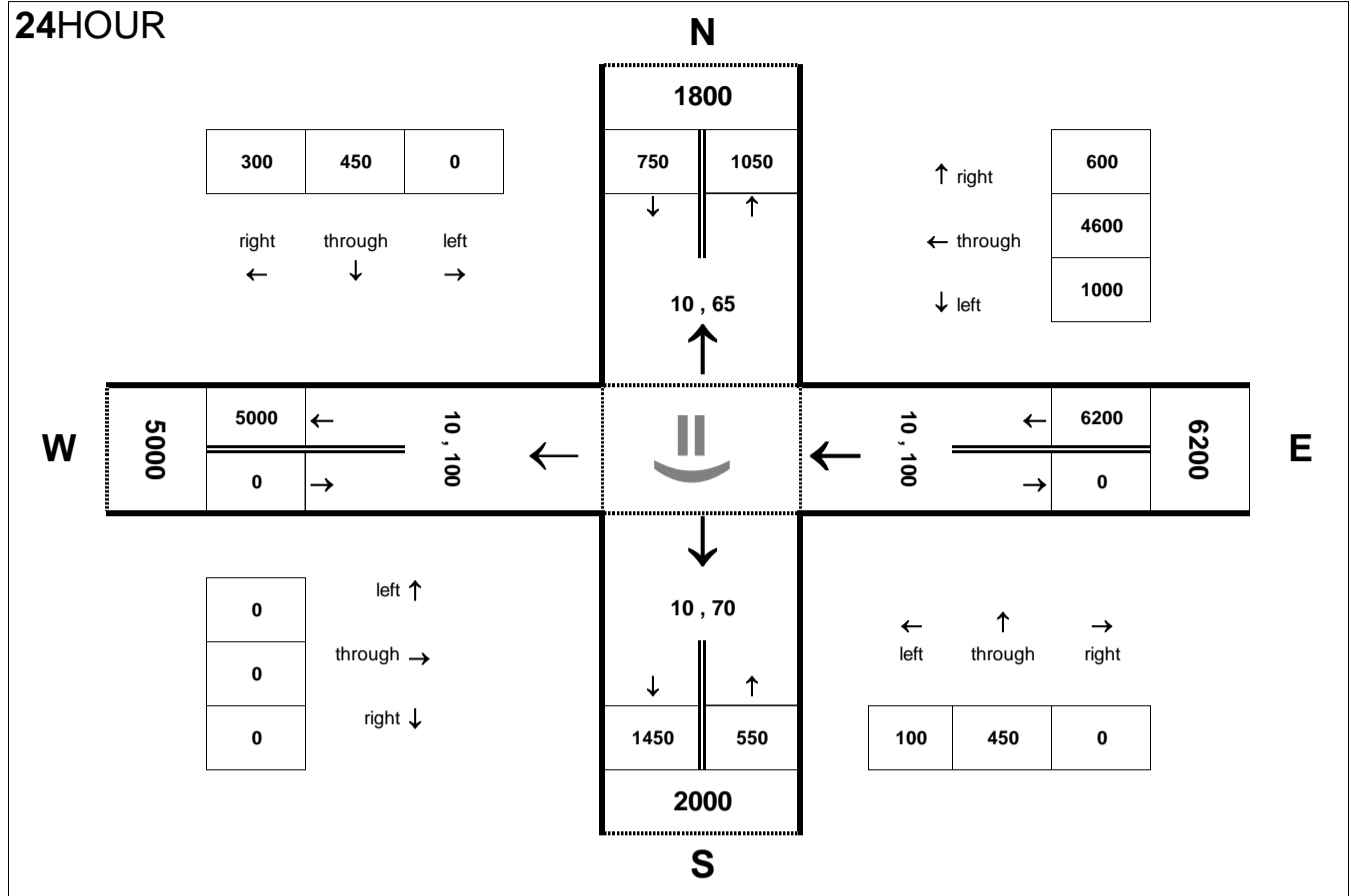 24HOUR
N
1800
300 450 0
750 1050
↑ right 600
right through left
← ↓ →
← through 4600
↓ left 1000
10 , 65
W
5000
5000 ←
0 →
10 , 100
10 , 100
← 6200
→ 0
6200
E
left ↑ 0
through → 0
right ↓ 0
10 , 70
← ↑ →
left through right
1450 550
100 450 0
2000
S